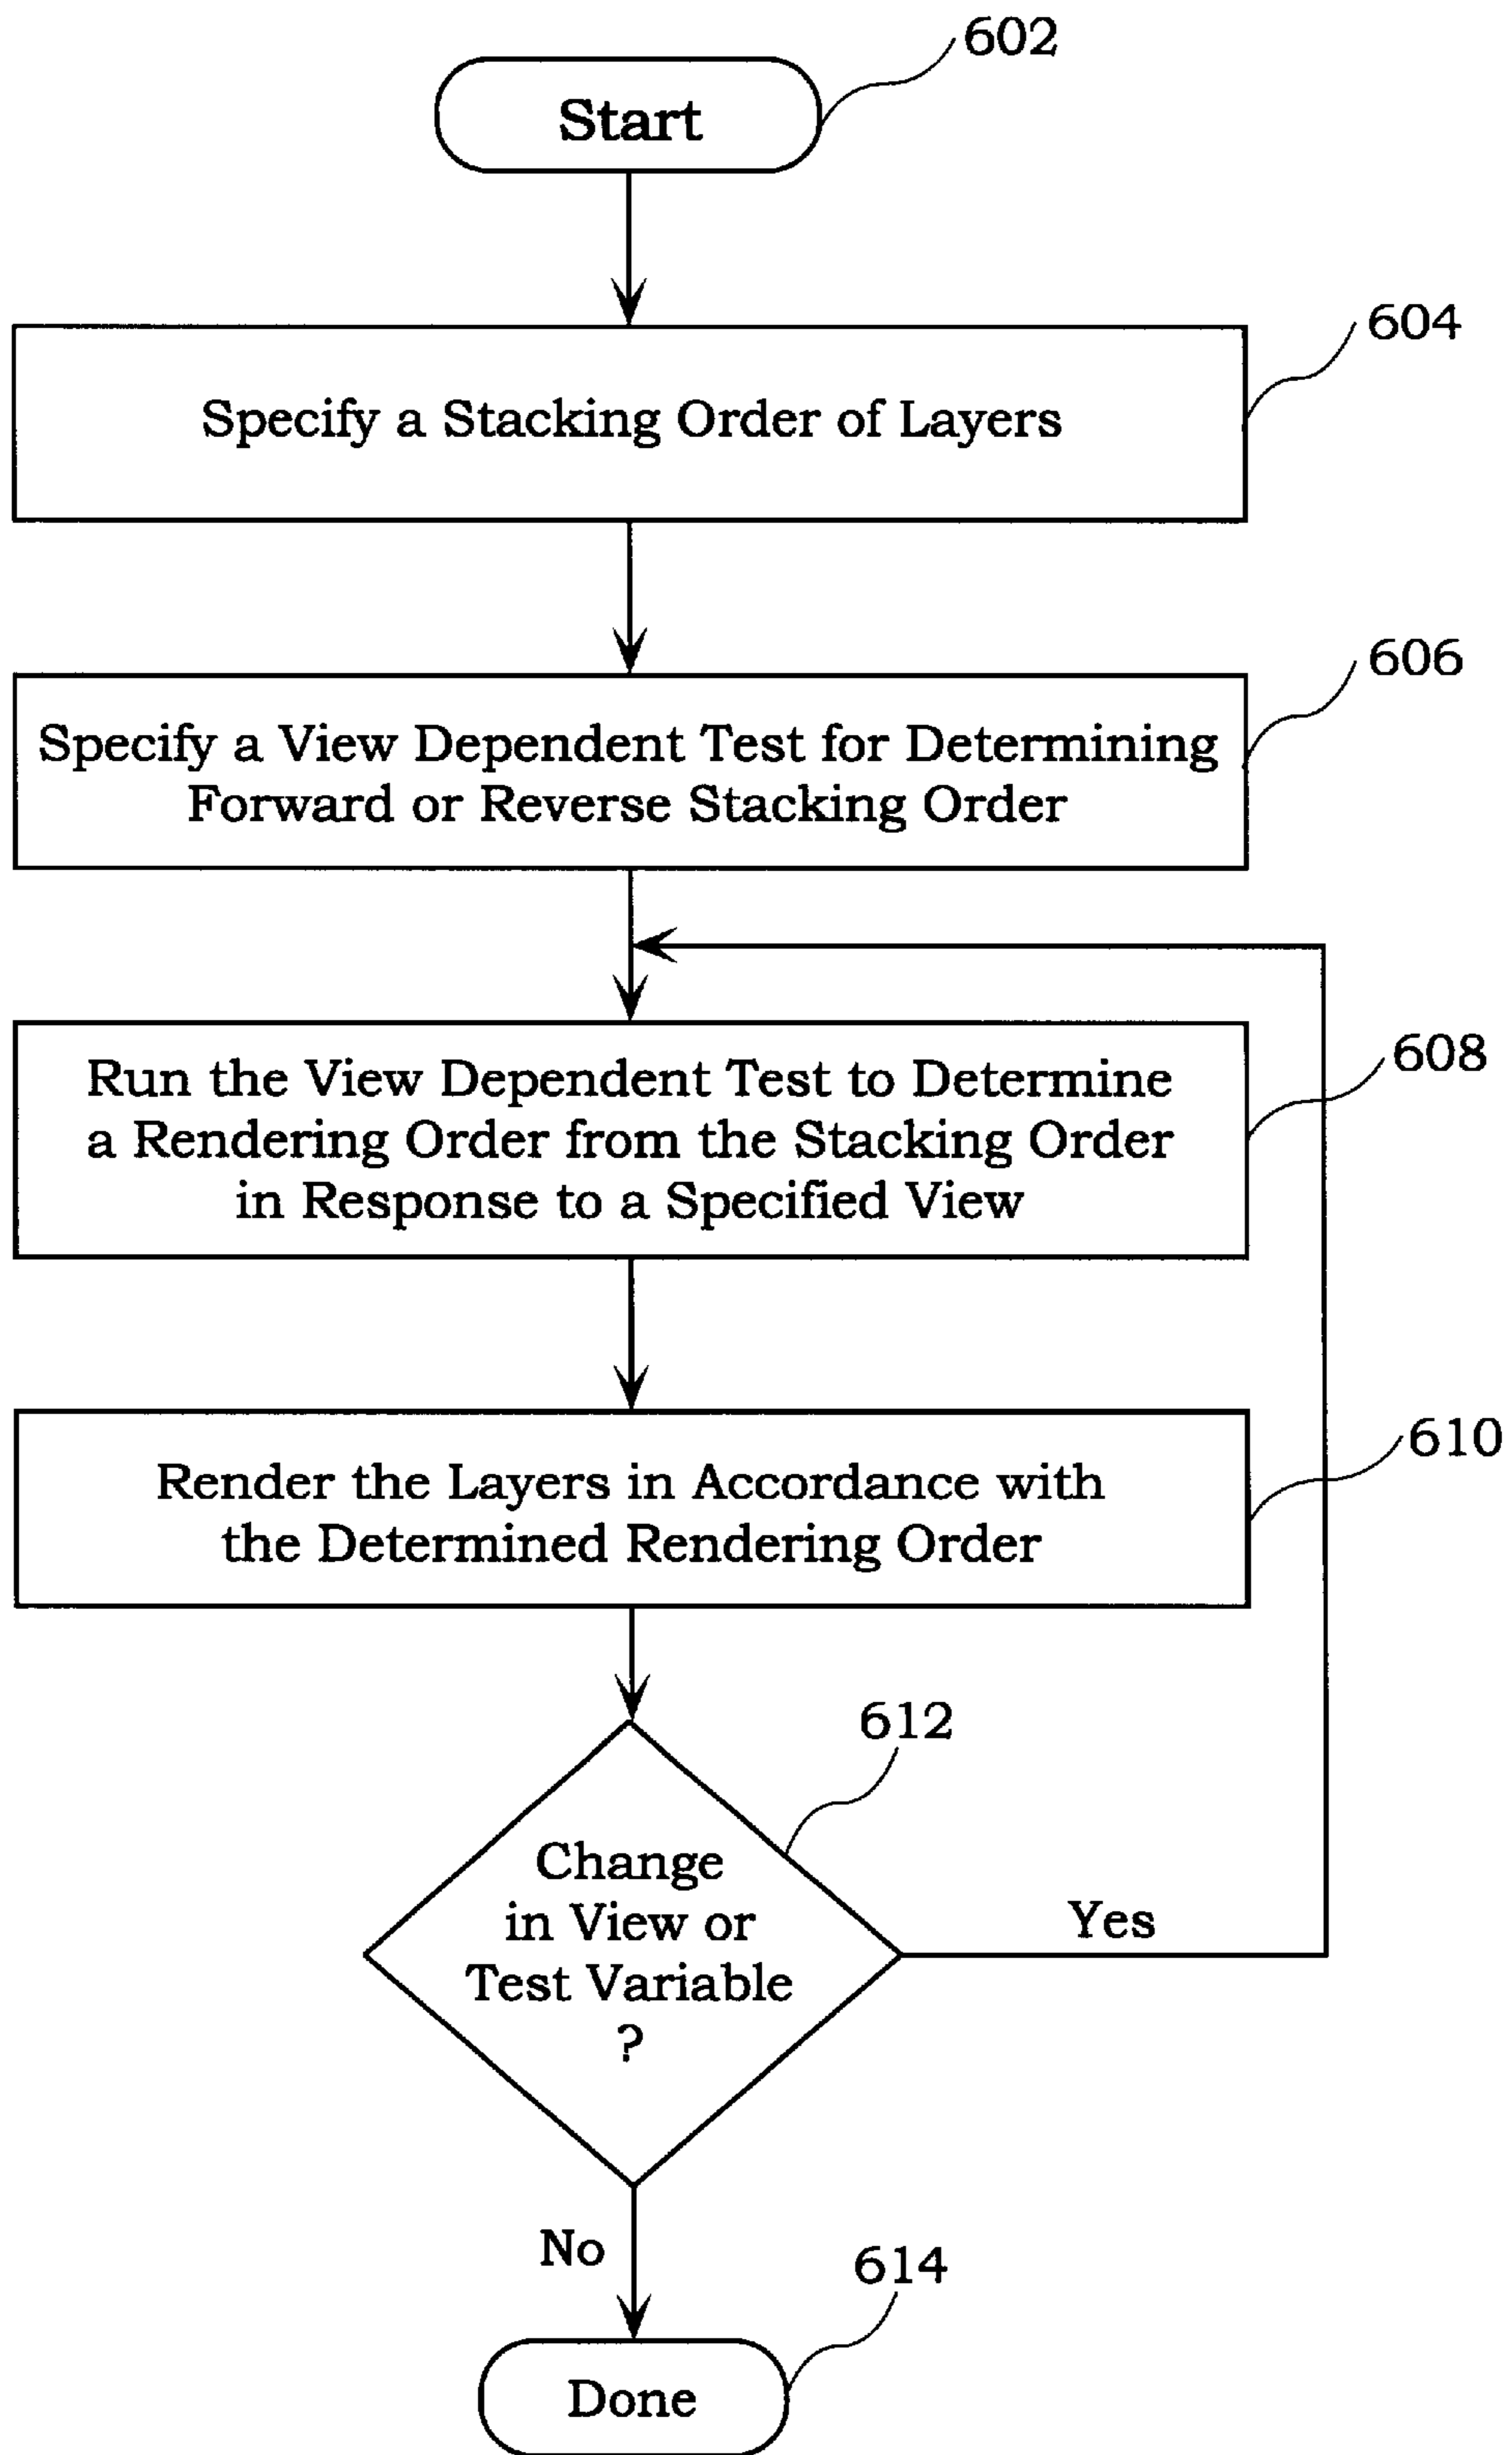 602
Start
604
Specify a Stacking Order of Layers
606
Specify a View Dependent Test for Determining
Forward or Reverse Stacking Order
608
Run the View Dependent Test to Determine
a Rendering Order from the Stacking Order
in Response to a Specified View
610
Render the Layers in Accordance with
the Determined Rendering Order
612
Change
in View or
Test Variable
?
Yes
No
614
Done